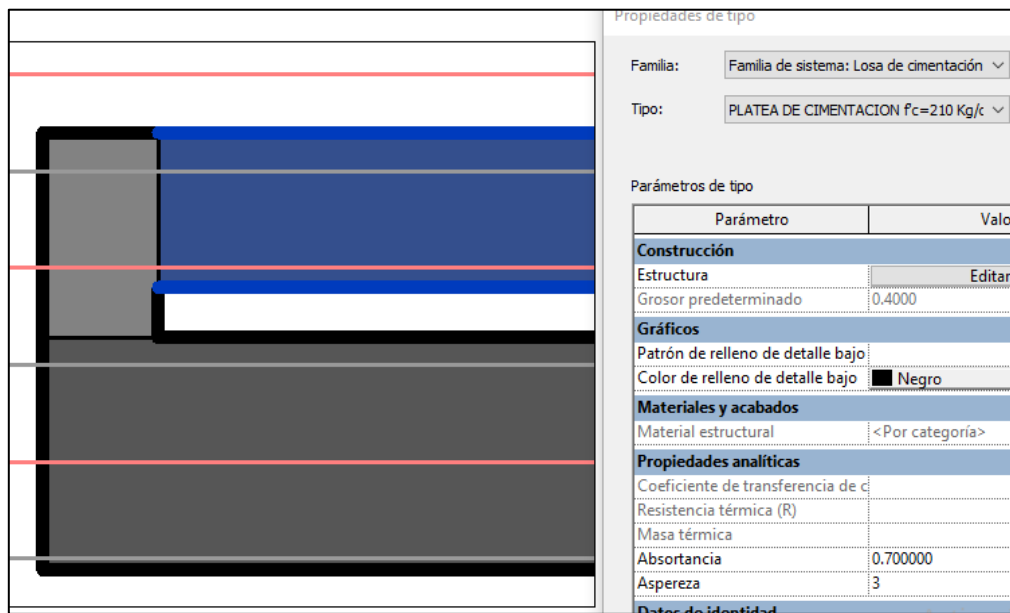 Propiedades de tipo
Familia: Familia de sistema: Losa de cimentación
Tipo: PLATEA DE CIMENTACION f'c=210 Kg/c
Parámetros de tipo
Parámetro Valo
Construcción
Estructura Editar
Grosor predeterminado 0.4000
Gráficos
Patrón de relleno de detalle bajo
Color de relleno de detalle bajo Negro
Materiales y acabados
Material estructural <Por categoría>
Propiedades analíticas
Coeficiente de transferencia de c
Resistencia térmica (R)
Masa térmica
Absortancia 0.700000
Aspereza 3
Datos de identidad